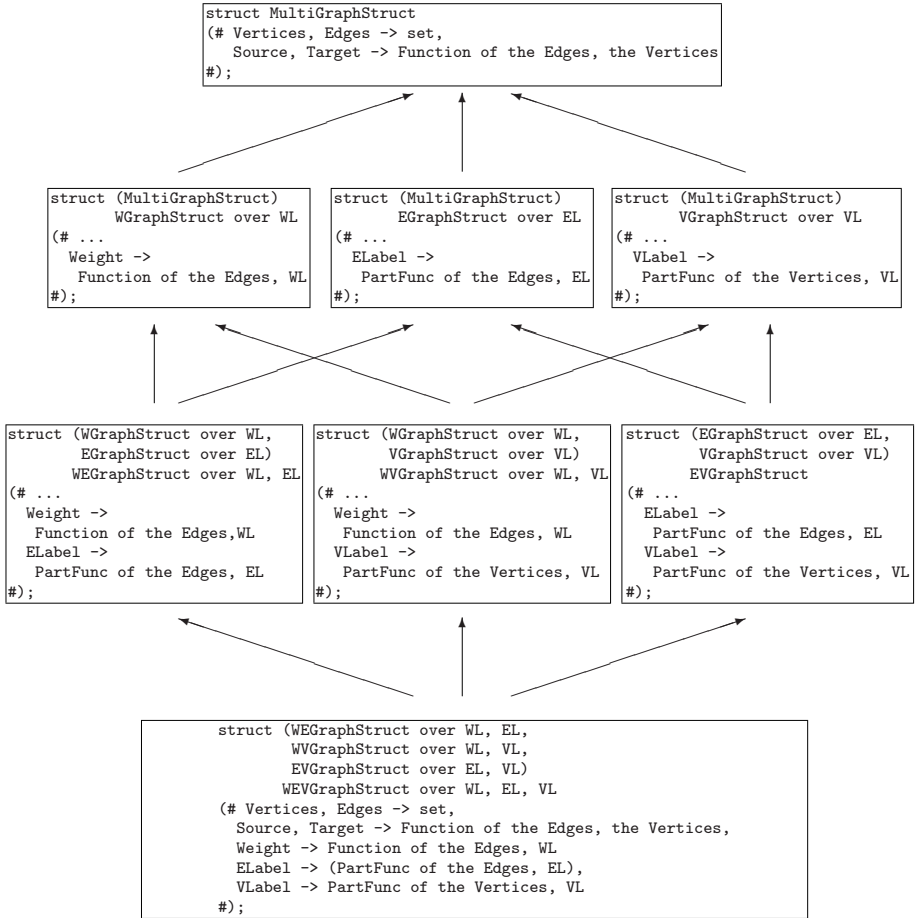 struct MultiGraphStruct
(# Vertices, Edges -> set,
Source, Target -> Function of the Edges, the Vertices
#);
struct (MultiGraphStruct)
WGraphStruct over WL
(# ...
Weight ->
Function of the Edges, WL
#);
struct (MultiGraphStruct)
EGraphStruct over EL
(# ...
ELabel ->
PartFunc of the Edges, EL
#);
struct (MultiGraphStruct)
VGraphStruct over VL
(# ...
VLabel ->
PartFunc of the Vertices, VL
#);
struct (WGraphStruct over WL,
EGraphStruct over EL)
WEGraphStruct over WL, EL
(# ...
Weight ->
Function of the Edges,WL
ELabel ->
PartFunc of the Edges, EL
#);
struct (WGraphStruct over WL,
VGraphStruct over VL)
WVGraphStruct over WL, VL
(# ...
Weight ->
Function of the Edges, WL
VLabel ->
PartFunc of the Vertices, VL
#);
struct (EGraphStruct over EL,
VGraphStruct over VL)
EVGraphStruct
(# ...
ELabel ->
PartFunc of the Edges, EL
VLabel ->
PartFunc of the Vertices, VL
#);
struct (WEGraphStruct over WL, EL,
WVGraphStruct over WL, VL,
EVGraphStruct over EL, VL)
WEVGraphStruct over WL, EL, VL
(# Vertices, Edges -> set,
Source, Target -> Function of the Edges, the Vertices,
Weight -> Function of the Edges, WL
ELabel -> (PartFunc of the Edges, EL),
VLabel -> PartFunc of the Vertices, VL
#);